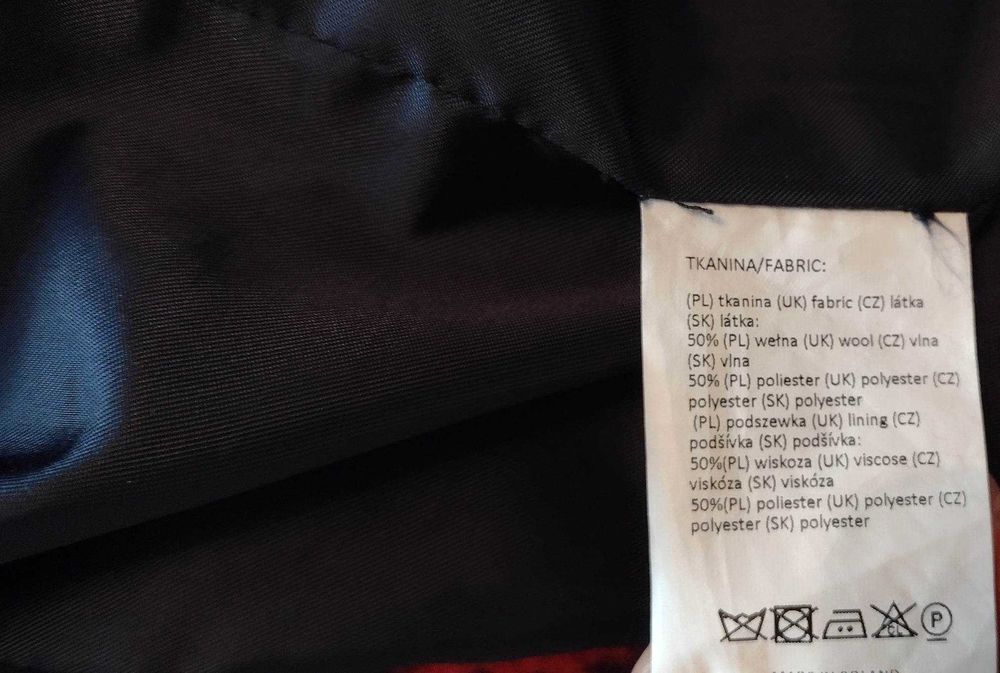 TKANINA/FABRIC:
(PL) tkanina (UK) fabric (CZ) látka
(SK) látka:
50% (PL) wełna (UK) wool (CZ) vlna
(SK) vlna
50% (PL) poliester (UK) polyester (CZ)
polyester (SK) polyester
(PL) podszewka (UK) lining (CZ)
podšívka (SK) podšívka:
50%(PL) wiskoza (UK) viscose (CZ)
viskóza (SK) viskóza
50%(PL) poliester (UK) polyester (CZ)
polyester (SK) polyester
CL P